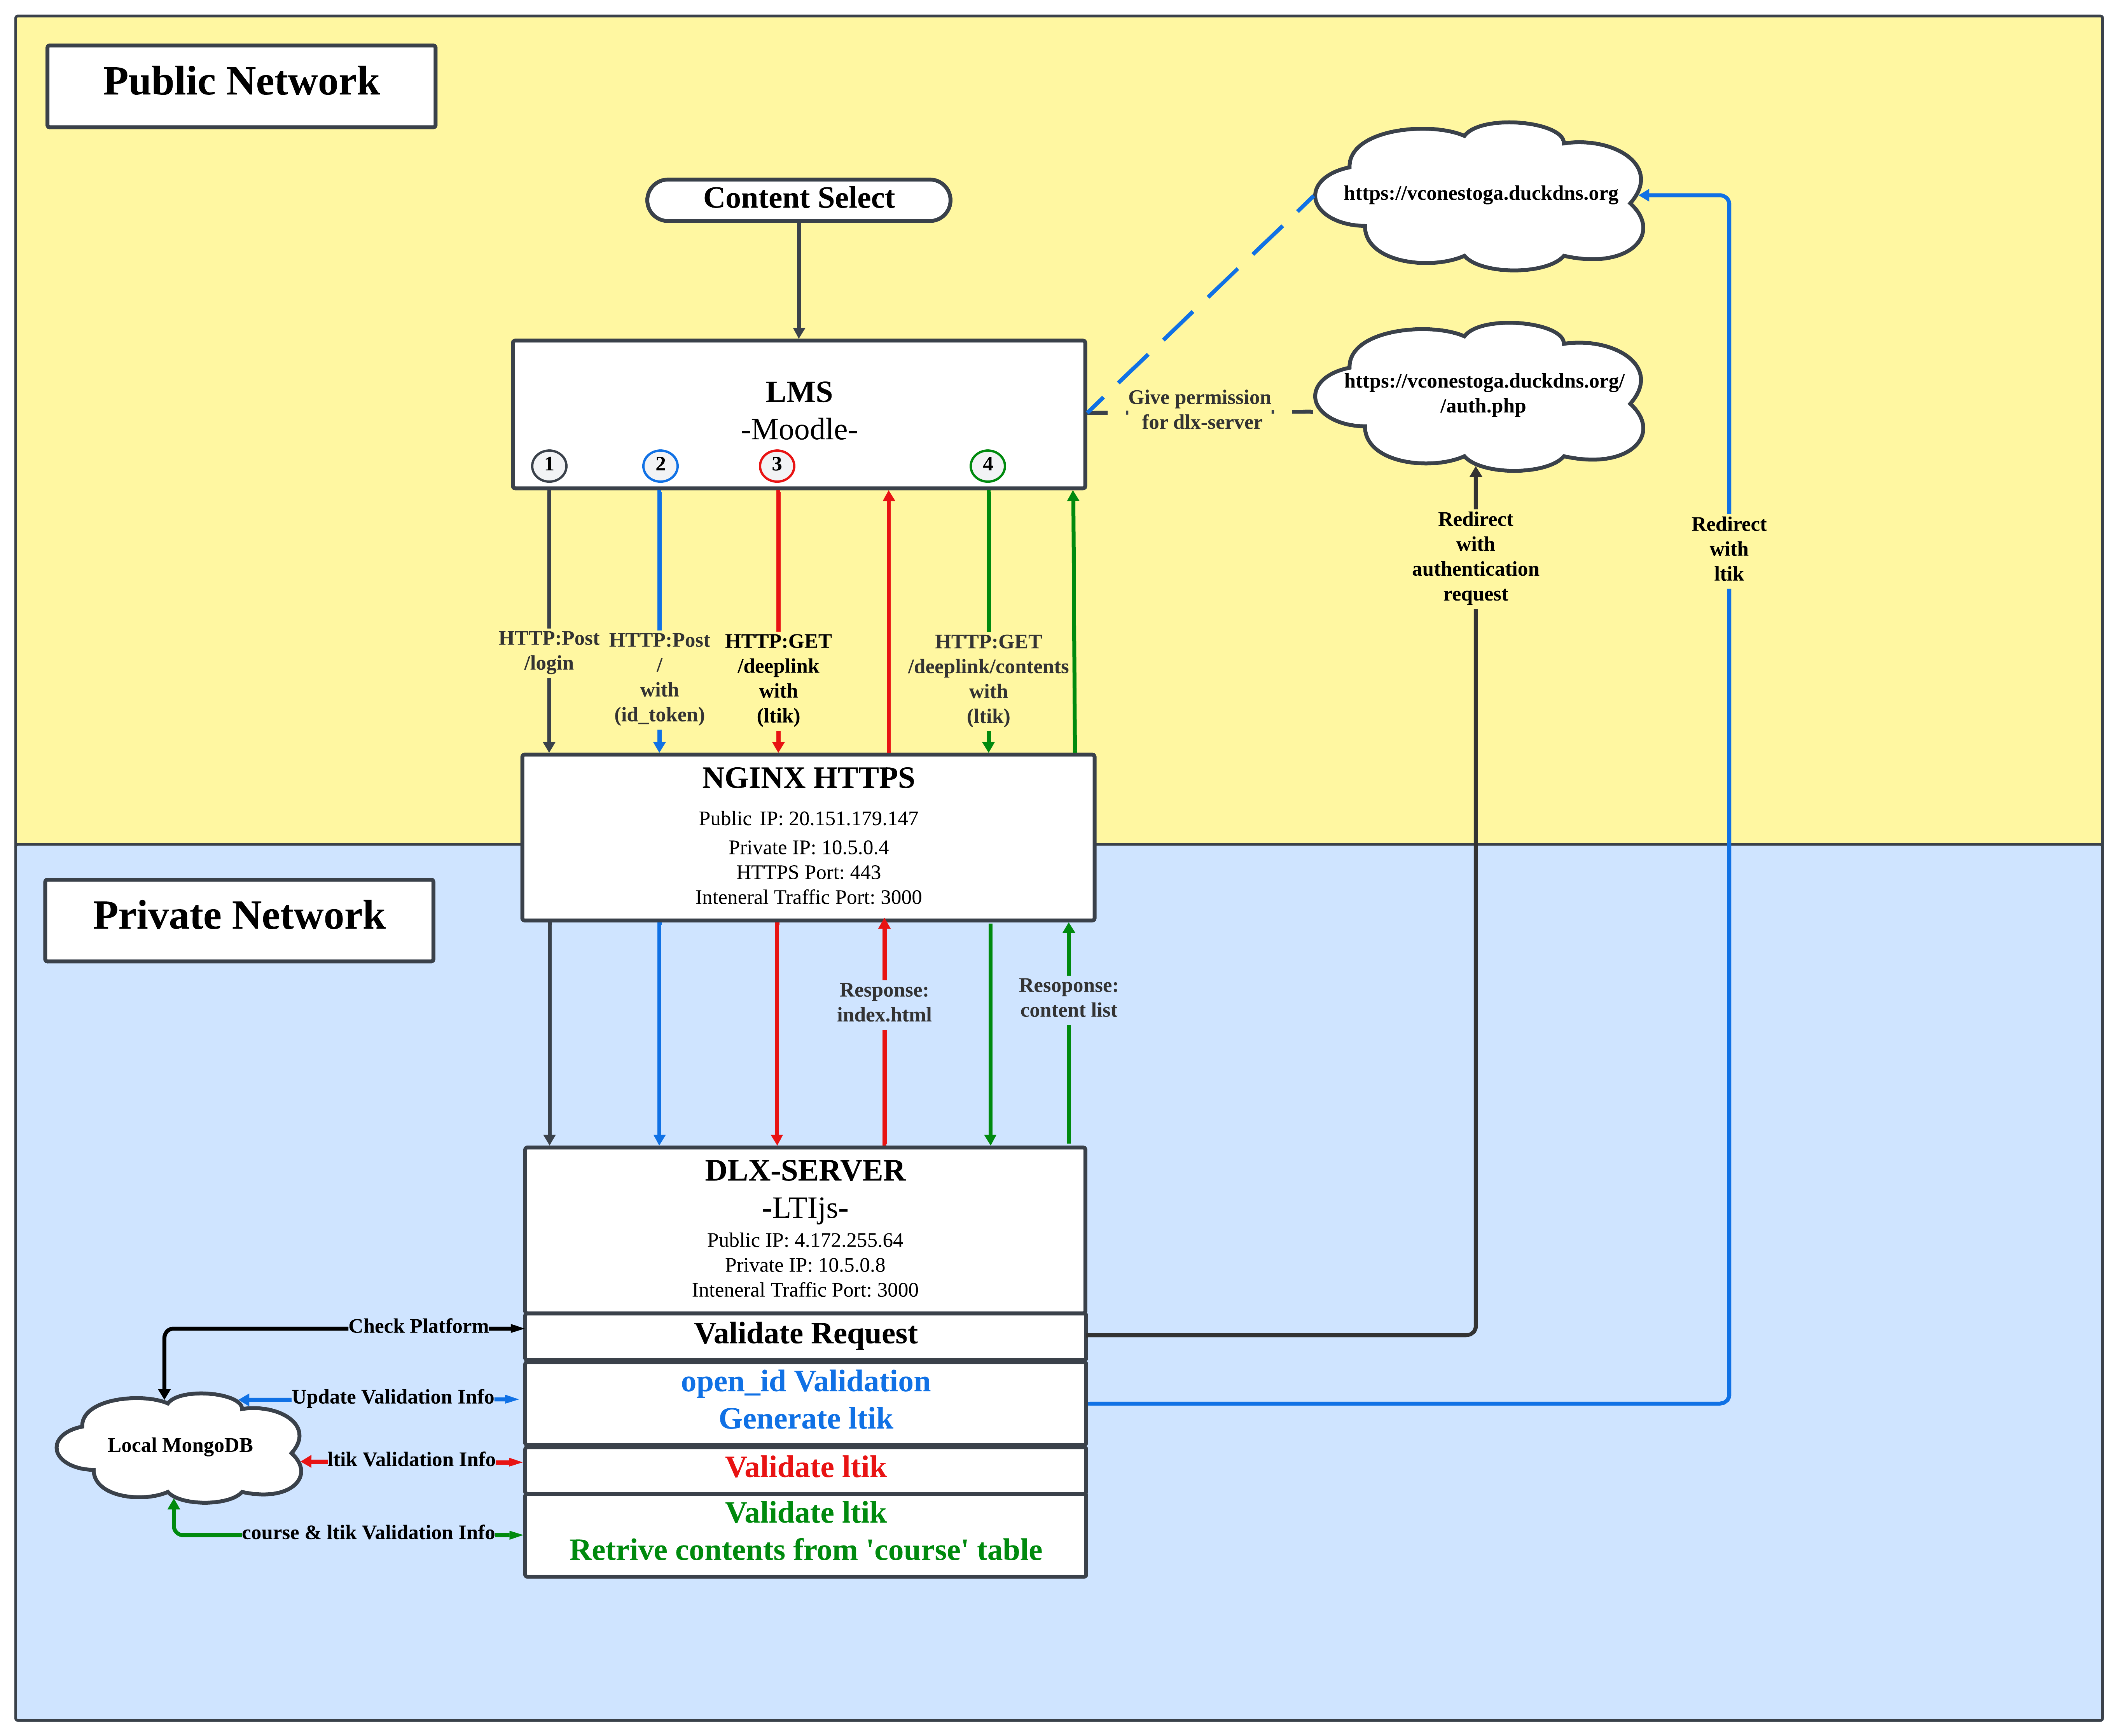 Public Network
Content Select
https://vconestoga.duckdns.org
https://vconestoga.duckdns.org/
/auth.php
LMS
-Moodle-
Give permission
for dlx-server
1
2
3
4
Redirect
with
authentication
request
Redirect
with
ltik
HTTP:Post
/login
HTTP:Post
/
with
(id_token)
HTTP:GET
/deeplink
with
(ltik)
HTTP:GET
/deeplink/contents
with
(ltik)
NGINX HTTPS
Public IP: 20.151.179.147
Private IP: 10.5.0.4
HTTPS Port: 443
Inteneral Traffic Port: 3000
Private Network
Response:
index.html
Resoponse:
content list
DLX-SERVER
-LTIjs-
Public IP: 4.172.255.64
Private IP: 10.5.0.8
Inteneral Traffic Port: 3000
Check Platform
Validate Request
Update Validation Info
open_id Validation
Generate ltik
Local MongoDB
ltik Validation Info
Validate ltik
course & ltik Validation Info
Validate ltik
Retrive contents from 'course' table